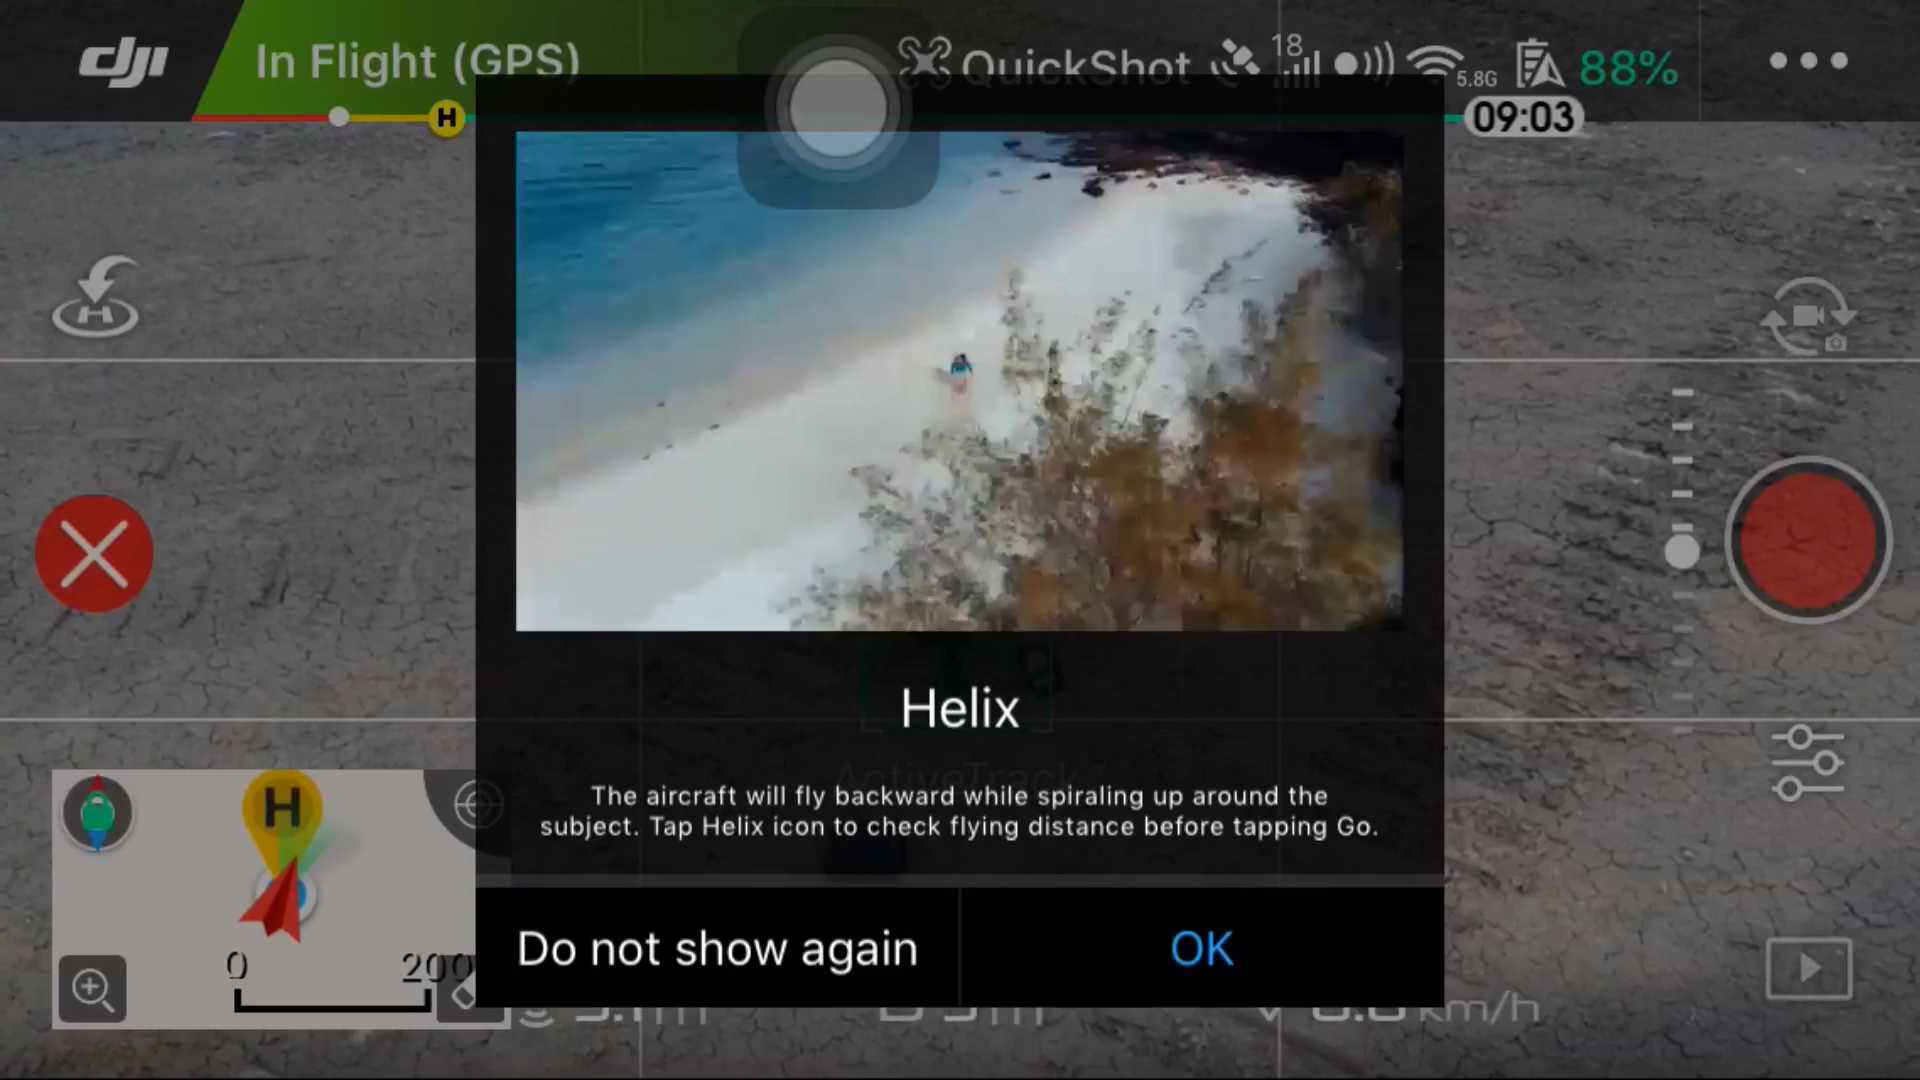 dji
In Flight (GPS)
QuickShot
18
5.8G
88%
09:03
H
H
Helix
ActiveTrack
The aircraft will fly backward while spiraling up around the
subject. Tap Helix icon to check flying distance before tapping Go.
H
0
200
Do not show again
OK
km/h